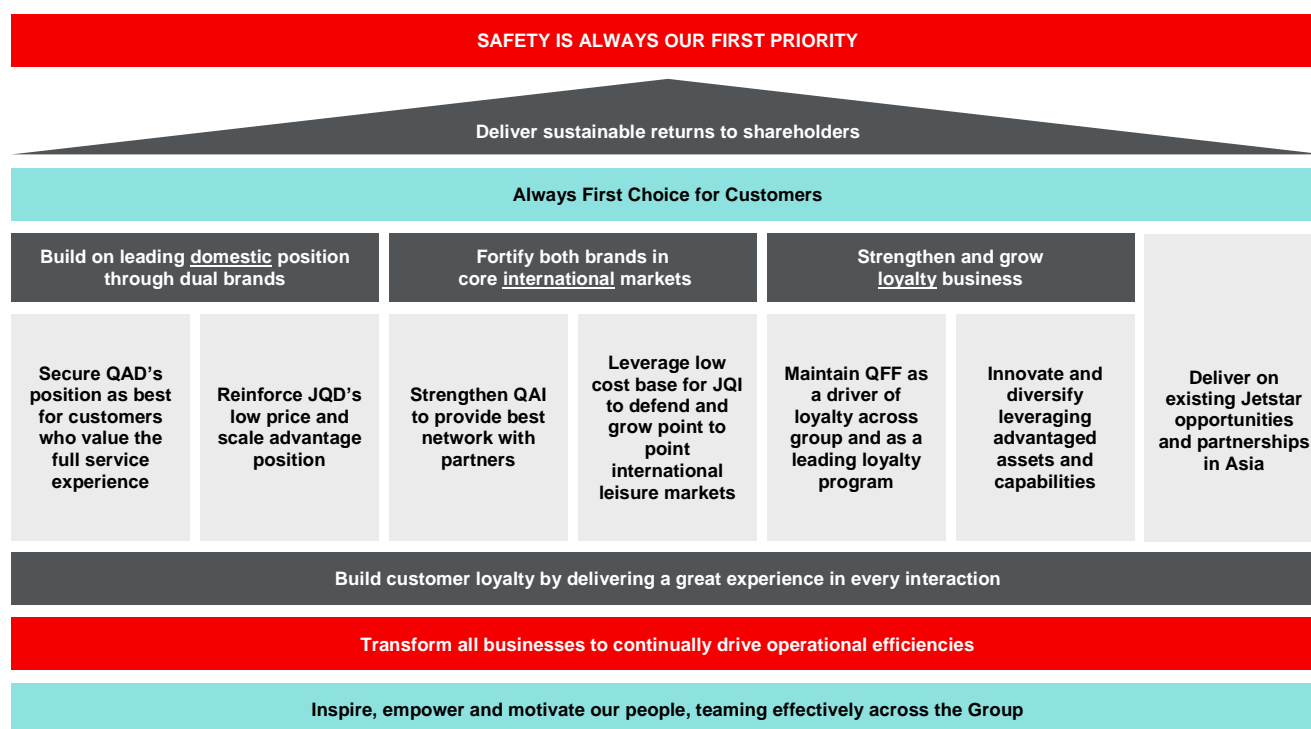 SAFETY IS ALWAYS OUR FIRST PRIORITY
Deliver sustainable returns to shareholders
Always First Choice for Customers
Build on leading domestic position
through dual brands
Fortify both brands in
core international markets
Strengthen and grow
loyalty business
Secure QAD's
position as best
for customers
who value the
full service
experience
Reinforce JQD's
low price and
scale advantage
position
Strengthen QAI
to provide best
network with
partners
Leverage low
cost base for JQI
to defend and
grow point to
point
international
leisure markets
Maintain QFF as
a driver of
loyalty across
group and as a
leading loyalty
program
Innovate and
diversify
leveraging
advantaged
assets and
capabilities
Deliver on
existing Jetstar
opportunities
and partnerships
in Asia
Build customer loyalty by delivering a great experience in every interaction
Transform all businesses to continually drive operational efficiencies
Inspire, empower and motivate our people, teaming effectively across the Group